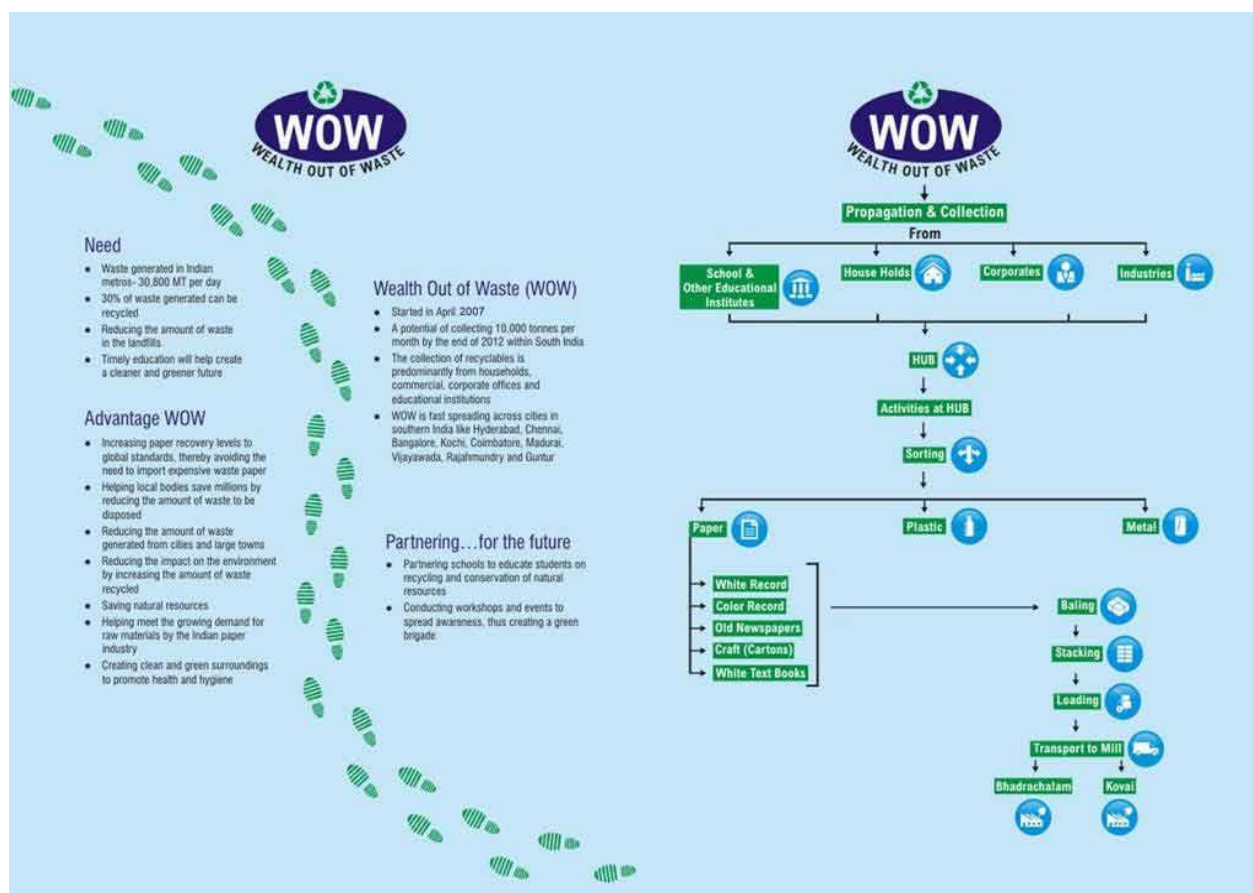 WOW
WEALTH OUT OF WASTE
Need
Waste generated in Indian
metros- 30,800 MT per day
30% of waste generated can be
recycled
Reducing the amount of waste
in the landfills.
Timely education will help create
a cleaner and greener future
Advantage WOW
Increasing paper recovery levels to
global standards, thereby avoiding the
need to import expensive waste paper
Helping local bodies save millions by
reducing the amount of waste to be
disposed
Reducing the amount of waste
generated from cities and large towns
Reducing the impact on the environment
by increasing the amount of waste
recycled
Saving natural resources
Helping meet the growing demand for
raw materials by the Indian paper
industry
Creating clean and green surroundings
to promote health and hygiene
Wealth Out of Waste (WOW)
Started in April 2007
A potential of collecting 10,000 tonnes per
month by the end of 2012 within South India
The collection of recyclables is
predominantly from households,
commercial, corporate offices and
educational institutions
WOW is fast spreading across cities in
southern India like Hyderabad, Chennai,
Bangalore, Kochi, Coimbatore, Madurai,
Vijayawada, Rajahmundry and Guntur
Partnering...for the future
Partnering schools to educate students on
recycling and conservation of natural
resources
Conducting workshops and events to
spread awareness, thus creating a green
brigade
WOW
WEALTH OUT OF WASTE
Propagation & Collection
From
School &
Other Educational
Institutes
House Holds
Corporates
Industries
HUB
Activities at HUB
Sorting
Paper
Plastic
Metal
White Record
Color Record
Old Newspapers
Craft (Cartons)
White Text Books
Baling
Stacking
Loading
Transport to Mill
Bhadrachalam
Kovai